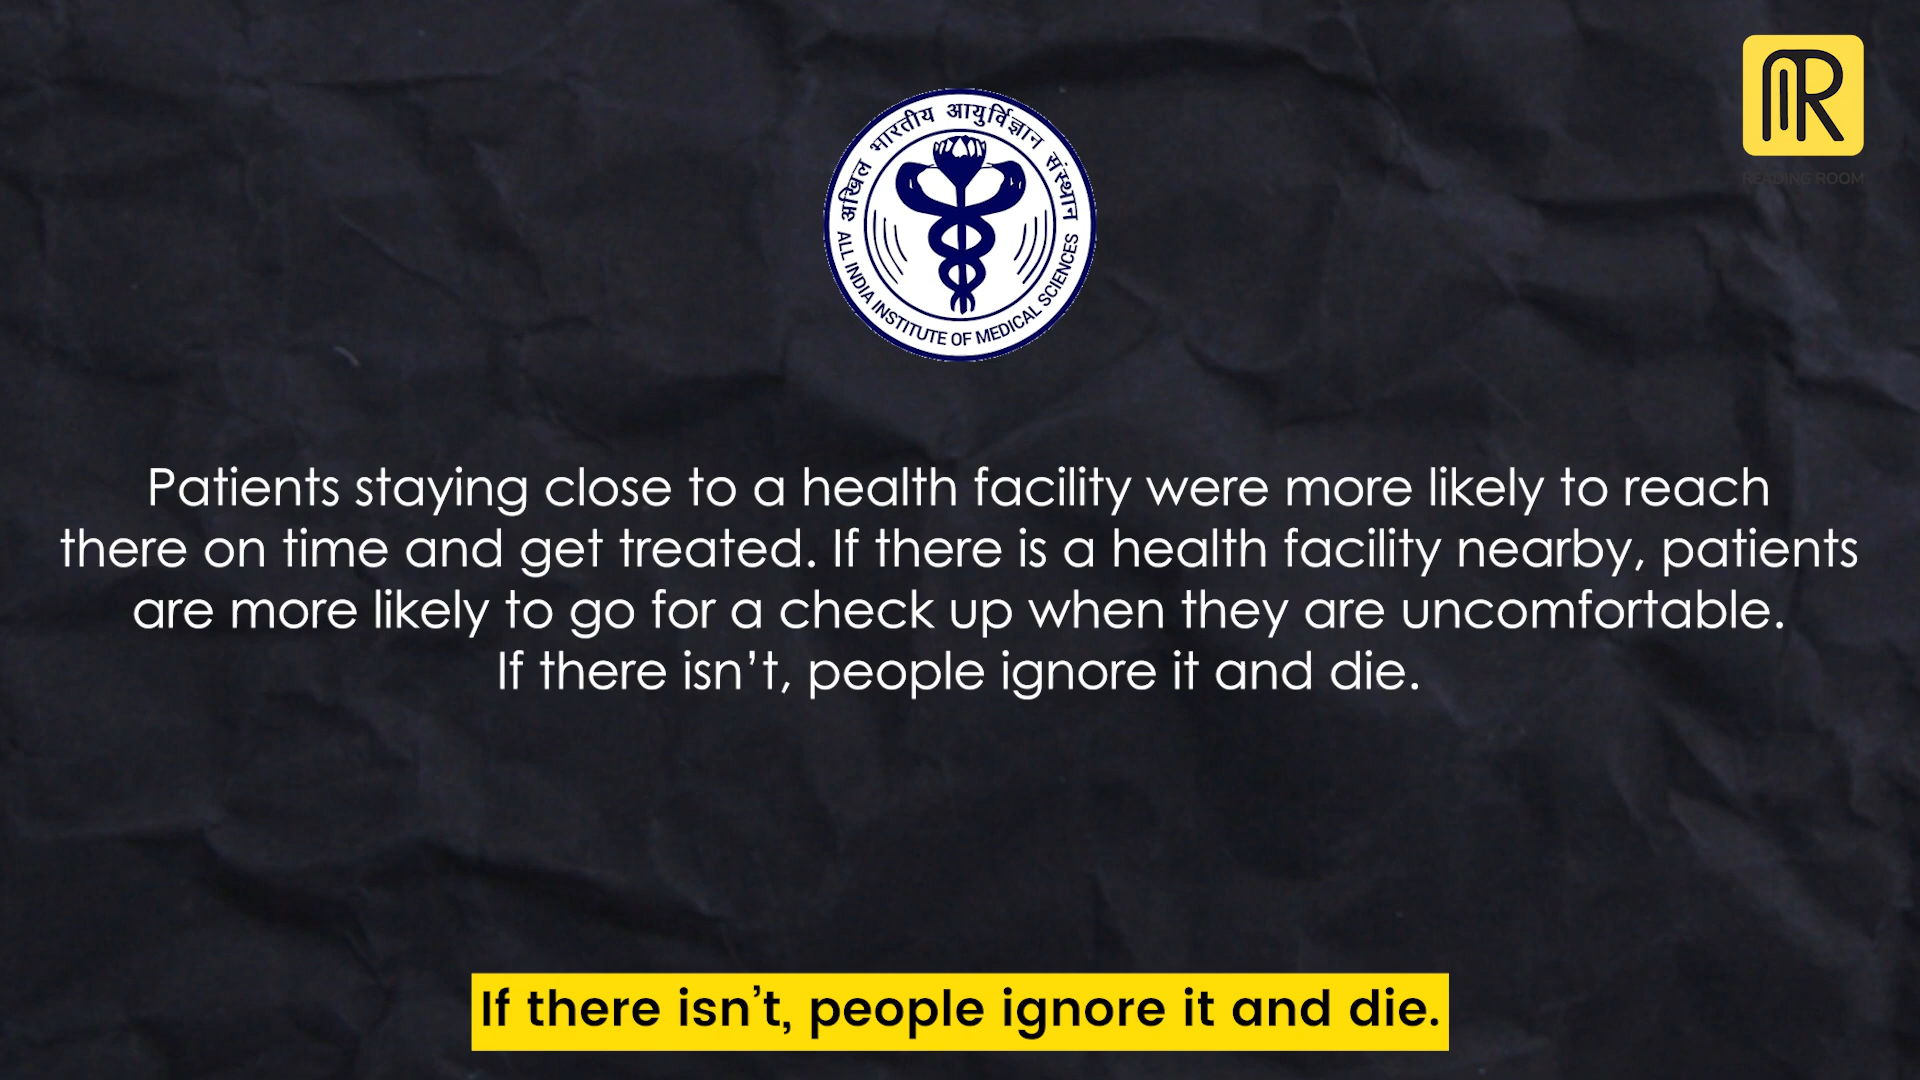 अखिल भारतीय आयुर्विज्ञान संस्थान
ALL INDIA INSTITUTE OF MEDICAL SCIENCES
R
READING ROOM
Patients staying close to a health facility were more likely to reach
there on time and get treated. If there is a health facility nearby, patients
are more likely to go for a check up when they are uncomfortable.
If there isn’t, people ignore it and die.
If there isn’t, people ignore it and die.